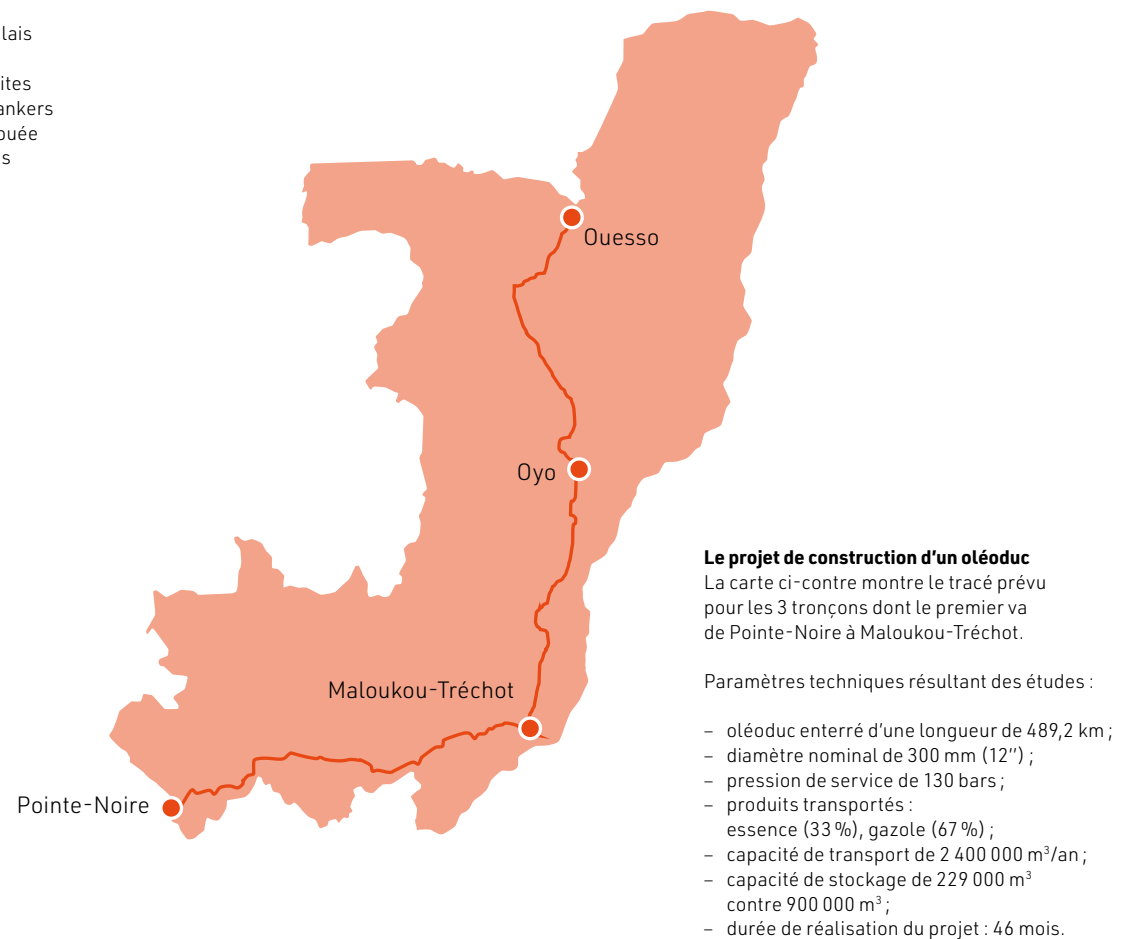 lais
ites
ankers
ouée
s
Ouesso
Oyo
Maloukou-Tréchot
Pointe-Noire
Le projet de construction d’un oléoduc
La carte ci-contre montre le tracé prévu
pour les 3 tronçons dont le premier va
de Pointe-Noire à Maloukou-Tréchot.
Paramètres techniques résultant des études :
– oléoduc enterré d’une longueur de 489,2 km ;
– diamètre nominal de 300 mm (12’’) ;
– pression de service de 130 bars ;
– produits transportés :
essence (33 %), gazole (67 %) ;
– capacité de transport de 2 400 000 m³/an ;
– capacité de stockage de 229 000 m³
contre 900 000 m³ ;
– durée de réalisation du projet : 46 mois.